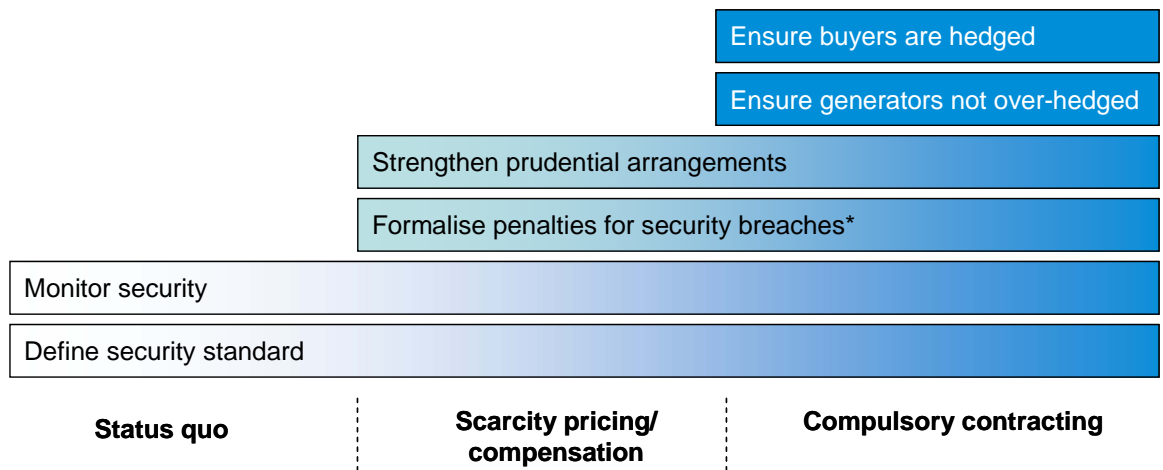 Ensure buyers are hedged
Ensure generators not over-hedged
Strengthen prudential arrangements
Formalise penalties for security breaches*
Monitor security
Define security standard
Status quo
Scarcity pricing/
compensation
Compulsory contracting